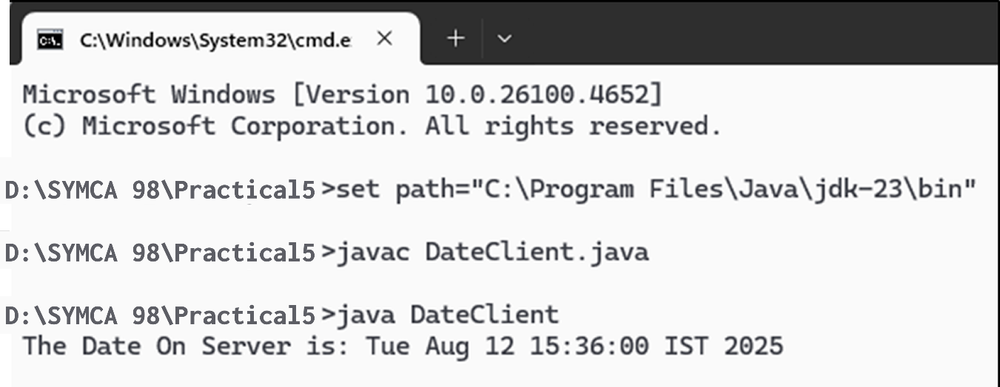 C:\Windows\System32\cmd.e
Microsoft Windows [Version 10.0.26100.4652]
(c) Microsoft Corporation. All rights reserved.
D:\SYMCA 98\Practical5>set path="C:\Program Files\Java\jdk-23\bin"
D:\SYMCA 98\Practical5>javac DateClient.java
D:\SYMCA 98\Practical5>java DateClient
The Date On Server is: Tue Aug 12 15:36:00 IST 2025